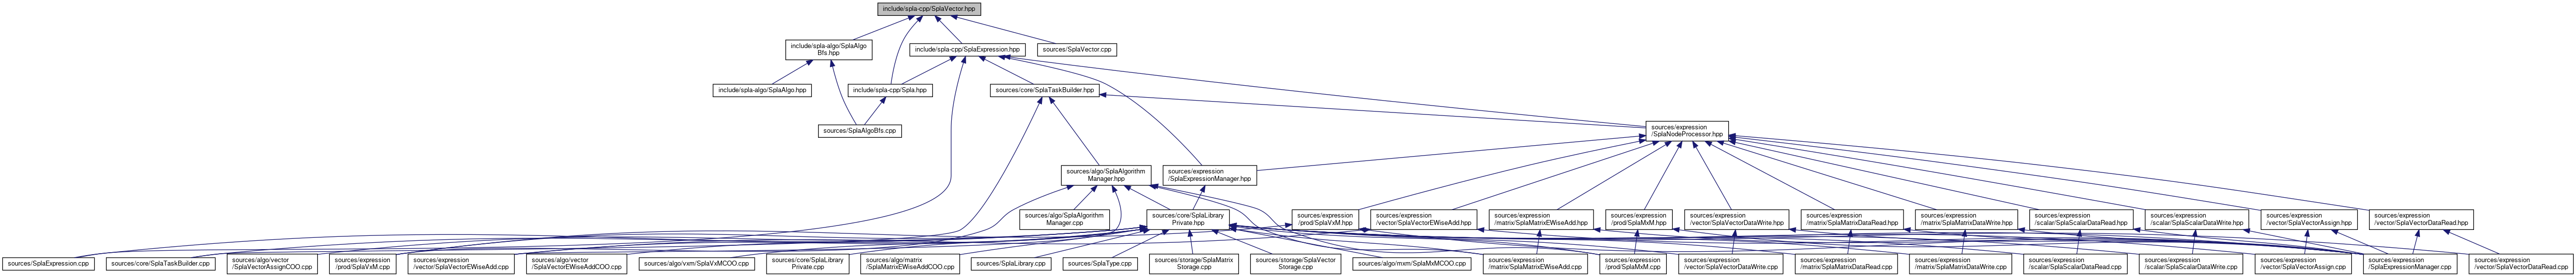 include/spla-cpp/SplaVector.hpp
include/spla-algo/SplaAlgo
Bfs.hpp
include/spla-cpp/SplaExpression.hpp
sources/SplaVector.cpp
include/spla-algo/SplaAlgo.hpp
include/spla-cpp/Spla.hpp
sources/core/SplaTaskBuilder.hpp
sources/SplaAlgoBfs.cpp
sources/expression
/SplaNodeProcessor.hpp
sources/algo/SplaAlgorithm
Manager.hpp
sources/expression
/SplaExpressionManager.hpp
sources/algo/SplaAlgorithm
Manager.cpp
sources/core/SplaLibrary
Private.hpp
sources/expression
/prod/SplaVxM.hpp
sources/expression
/vector/SplaVectorEWiseAdd.hpp
sources/expression
/matrix/SplaMatrixEWiseAdd.hpp
sources/expression
/prod/SplaMxM.hpp
sources/expression
/vector/SplaVectorDataWrite.hpp
sources/expression
/matrix/SplaMatrixDataRead.hpp
sources/expression
/matrix/SplaMatrixDataWrite.hpp
sources/expression
/scalar/SplaScalarDataRead.hpp
sources/expression
/scalar/SplaScalarDataWrite.hpp
sources/expression
/vector/SplaVectorAssign.hpp
sources/expression
/vector/SplaVectorDataRead.hpp
sources/SplaExpression.cpp
sources/core/SplaTaskBuilder.cpp
sources/algo/vector
/SplaVectorAssignCOO.cpp
sources/expression
/prod/SplaVxM.cpp
sources/expression
/vector/SplaVectorEWiseAdd.cpp
sources/algo/vector
/SplaVectorEWiseAddCOO.cpp
sources/algo/vxm/SplaVxMCOO.cpp
sources/core/SplaLibrary
Private.cpp
sources/algo/matrix
/SplaMatrixEWiseAddCOO.cpp
sources/SplaLibrary.cpp
sources/SplaType.cpp
sources/storage/SplaMatrix
Storage.cpp
sources/storage/SplaVector
Storage.cpp
sources/algo/mxm/SplaMxMCOO.cpp
sources/expression
/matrix/SplaMatrixEWiseAdd.cpp
sources/expression
/prod/SplaMxM.cpp
sources/expression
/vector/SplaVectorDataWrite.cpp
sources/expression
/matrix/SplaMatrixDataRead.cpp
sources/expression
/matrix/SplaMatrixDataWrite.cpp
sources/expression
/scalar/SplaScalarDataRead.cpp
sources/expression
/scalar/SplaScalarDataWrite.cpp
sources/expression
/vector/SplaVectorAssign.cpp
sources/expression
/SplaExpressionManager.cpp
sources/expression
/vector/SplaVectorDataRead.cpp